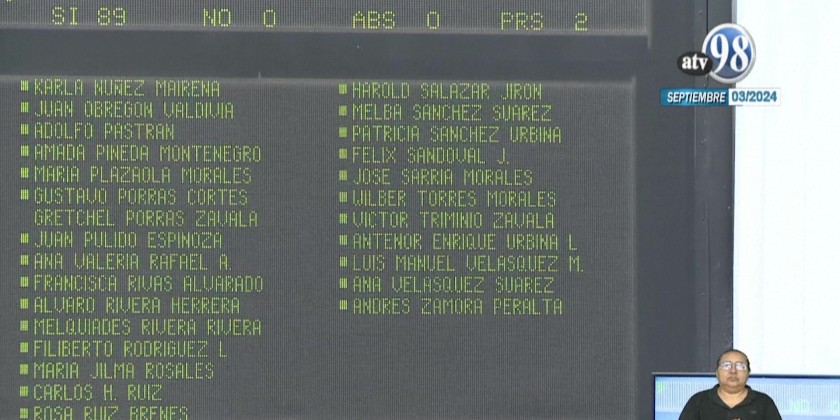 SI 89 NO 0 ABS 0 PRS 2
KARLA NUÑEZ MAIRENA
JUAN OBREGON VALDIVIA
ADOLFO PASTRAN
AMADA PINEDA MONTENEGRO
MARIA PLAZAOLA MORALES
GUSTAVO PORRAS CORTES
GRETCHEL PORRAS ZAVALA
JUAN PULIDO ESPINOZA
ANA VALERIA RAFAEL A.
FRANCISCA RIVAS ALVARADO
ALVARO RIVERA HERRERA
MELQUIADES RIVERA RIVERA
FILIBERTO RODRIGUEZ L
MARIA JILMA ROSALES
CARLOS H. RUIZ
ROSA RUIZ BRENES
HAROLD SALAZAR JIRON
MELBA SANCHEZ SUAREZ
PATRICIA SANCHEZ URBINA
FELIX SANDOVAL J.
JOSE SARRIA MORALES
WILBER TORRES MORALES
VICTOR TRIMINIO ZAVALA
ANTENOR ENRIQUE URBINA L
LUIS MANUEL VELASQUEZ M.
ANA VELASQUEZ SUAREZ
ANDRES ZAMORA PERALTA
atv 98
SEPTIEMBRE 03/2024